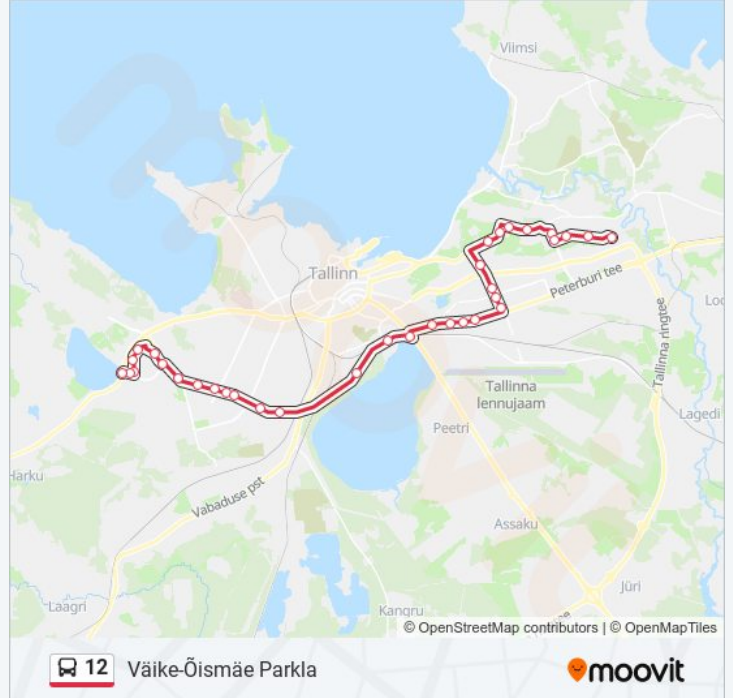 Viimsi
Tallinn
Peterburi tee
Tallinna ringtee
Tallinna
lennujaam
Lagedi
Peetri
Harku
Vabaduse pst
Assaku
Jüri
Laagri
Kangru
© OpenStreetMap contributors | © OpenMapTiles
12 Väike-Õismäe Parkla
moovit